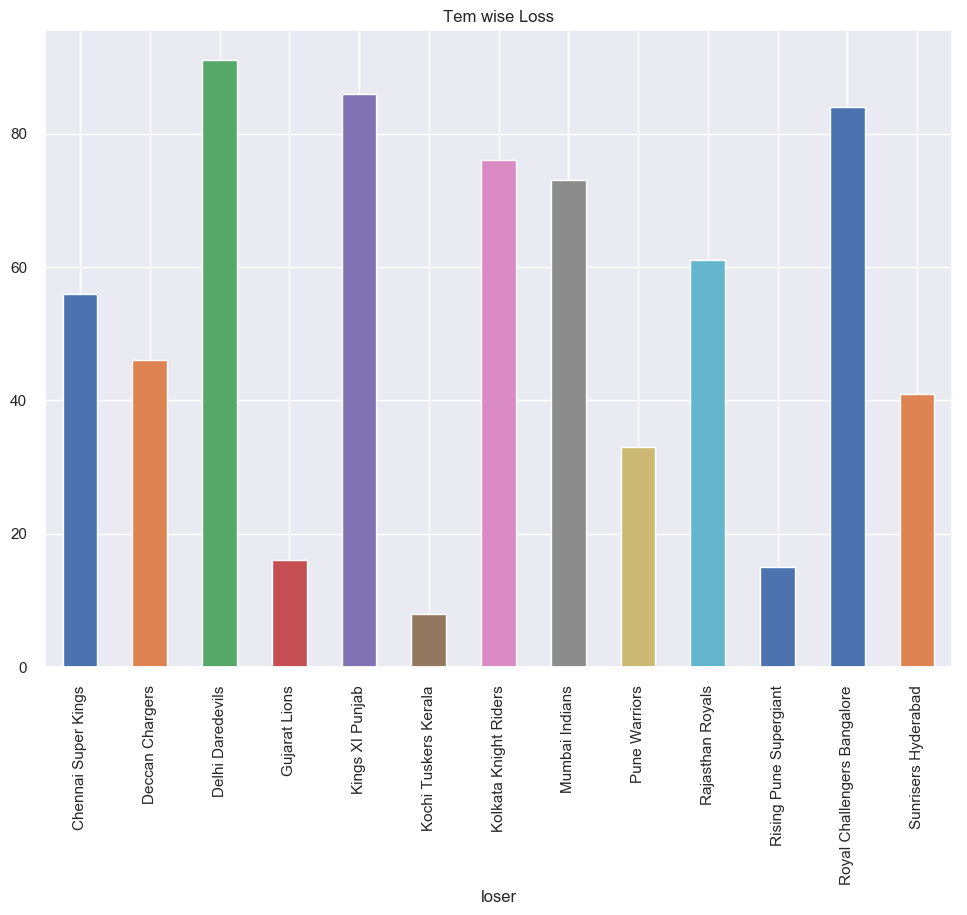 Tem wise Loss
80
60
40
20
0
Chennai Super Kings
Deccan Chargers
Delhi Daredevils
Gujarat Lions
Kings XI Punjab
Kochi Tuskers Kerala
Kolkata Knight Riders
Mumbai Indians
Pune Warriors
Rajasthan Royals
Rising Pune Supergiant
Royal Challengers Bangalore
Sunrisers Hyderabad
loser